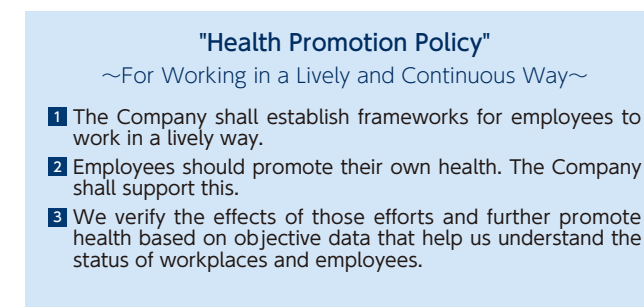 "Health Promotion Policy"
～For Working in a Lively and Continuous Way～
1 The Company shall establish frameworks for employees to
work in a lively way.
2 Employees should promote their own health. The Company
shall support this.
3 We verify the effects of those efforts and further promote
health based on objective data that help us understand the
status of workplaces and employees.